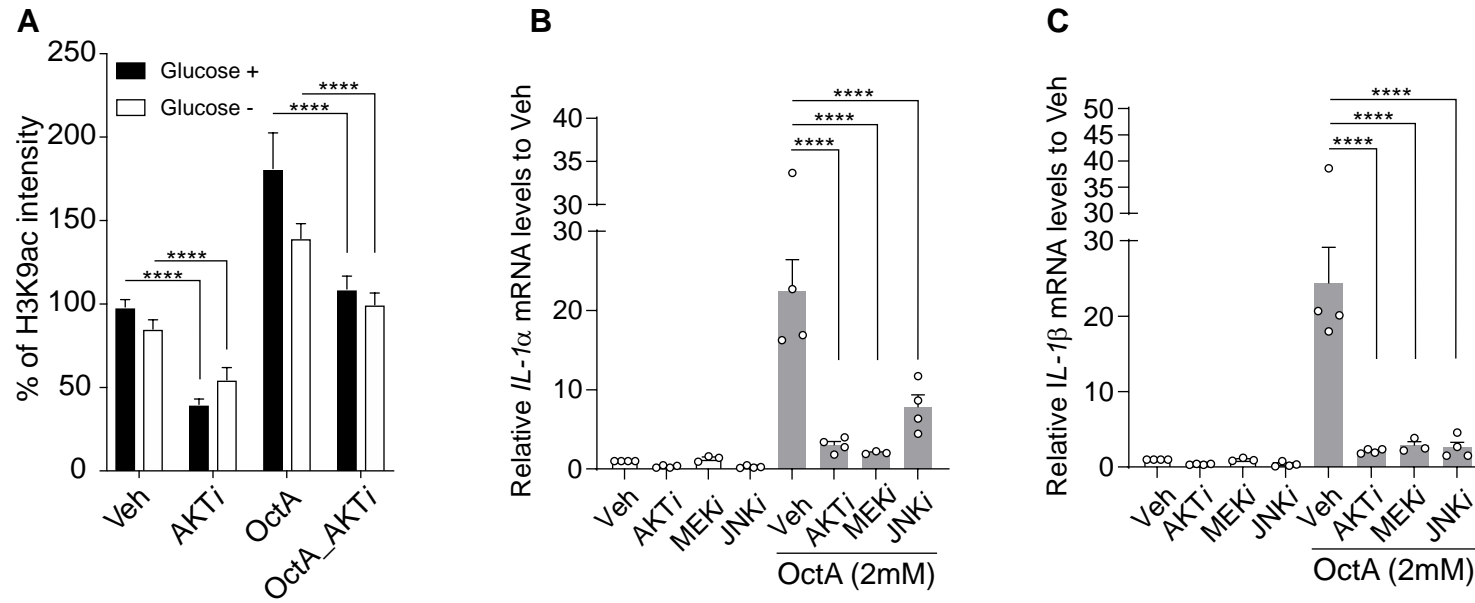 A
% of H3K9ac intensity
250
200
150
100
50
0
Glucose +
Glucose -
****
****
****
****
Veh
AKTi
OctA
OctA_AKTi
B
Relative IL-1α mRNA levels to Veh
40
35
30
30
20
10
0
****
****
****
Veh
AKTi
MEKi
JNKi
Veh
AKTi
MEKi
JNKi
OctA (2mM)
C
Relative IL-1β mRNA levels to Veh
50
45
40
35
30
30
20
10
0
****
****
****
Veh
AKTi
MEKi
JNKi
Veh
AKTi
MEKi
JNKi
OctA (2mM)